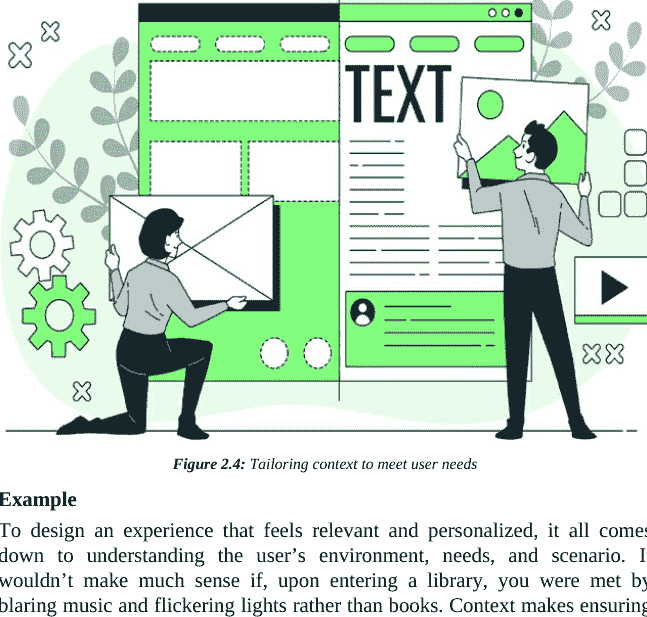 TEXT
Figure 2.4: Tailoring context to meet user needs
Example
To design an experience that feels relevant and personalized, it all comes
down to understanding the user’s environment, needs, and scenario. I
wouldn’t make much sense if, upon entering a library, you were met by
blaring music and flickering lights rather than books. Context makes ensuring